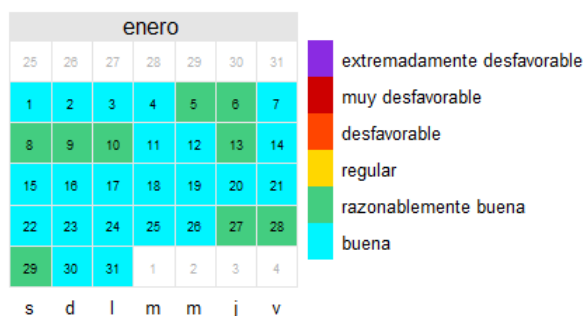 enero
25 26 27 28 29 30 31
1 2 3 4 5 6 7
8 9 10 11 12 13 14
15 16 17 18 19 20 21
22 23 24 25 26 27 28
29 30 31 1 2 3 4
s d l m m j v
extremadamente desfavorable
muy desfavorable
desfavorable
regular
razonablemente buena
buena